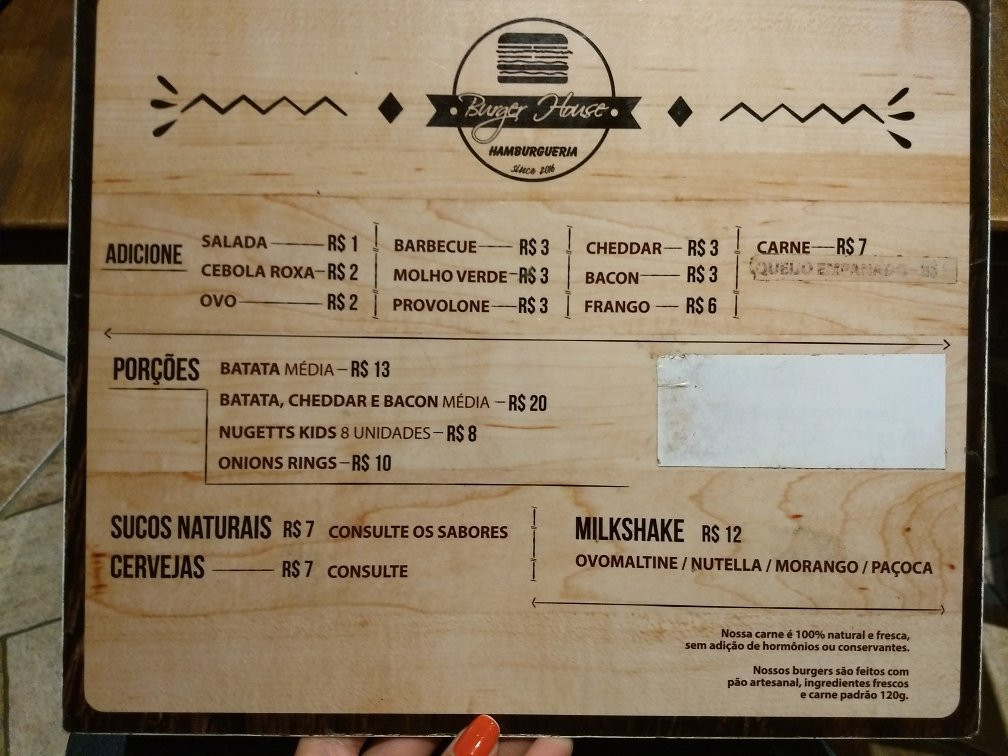 Burger House
HAMBURGUERIA
since 2016
ADICIONE
SALADA R$ 1
CEBOLA ROXA R$ 2
OVO R$ 2
BARBECUE R$ 3
MOLHO VERDE R$ 3
PROVOLONE R$ 3
CHEDDAR R$ 3
BACON R$ 3
FRANGO R$ 6
CARNE R$ 7
QUEIJO EMPANADO R$
PORÇÕES
BATATA MÉDIA – R$ 13
BATATA, CHEDDAR E BACON MÉDIA – R$ 20
NUGETTS KIDS 8 UNIDADES – R$ 8
ONIONS RINGS – R$ 10
SUCOS NATURAIS R$ 7 CONSULTE OS SABORES
CERVEJAS R$ 7 CONSULTE
MILKSHAKE R$ 12
OVOMALTINE / NUTELLA / MORANGO / PAÇOCA
Nossa carne é 100% natural e fresca,
sem adição de hormônios ou conservantes.
Nossos burgers são feitos com
pão artesanal, ingredientes frescos
e carne padrão 120g.